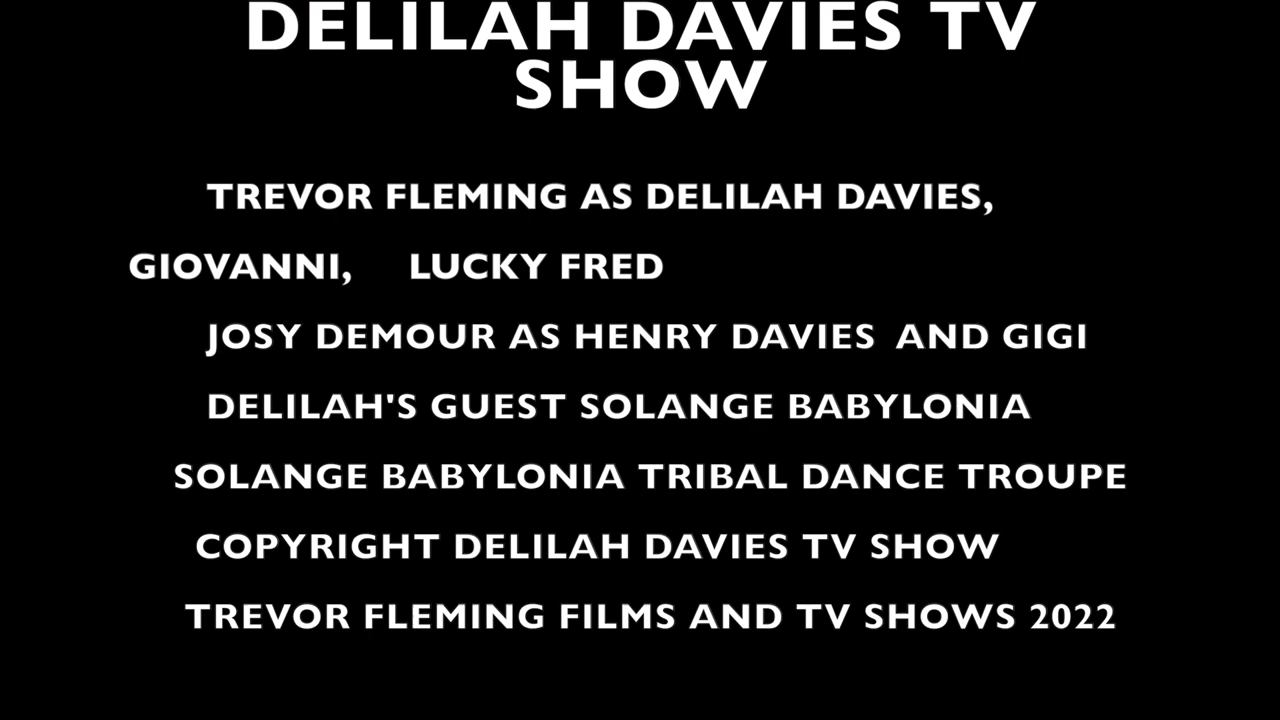 DELILAH DAVIES TV
SHOW
TREVOR FLEMING AS DELILAH DAVIES,
GIOVANNI, LUCKY FRED
JOSY DEMOUR AS HENRY DAVIES AND GIGI
DELILAH'S GUEST SOLANGE BABYLONIA
SOLANGE BABYLONIA TRIBAL DANCE TROUPE
COPYRIGHT DELILAH DAVIES TV SHOW
TREVOR FLEMING FILMS AND TV SHOWS 2022